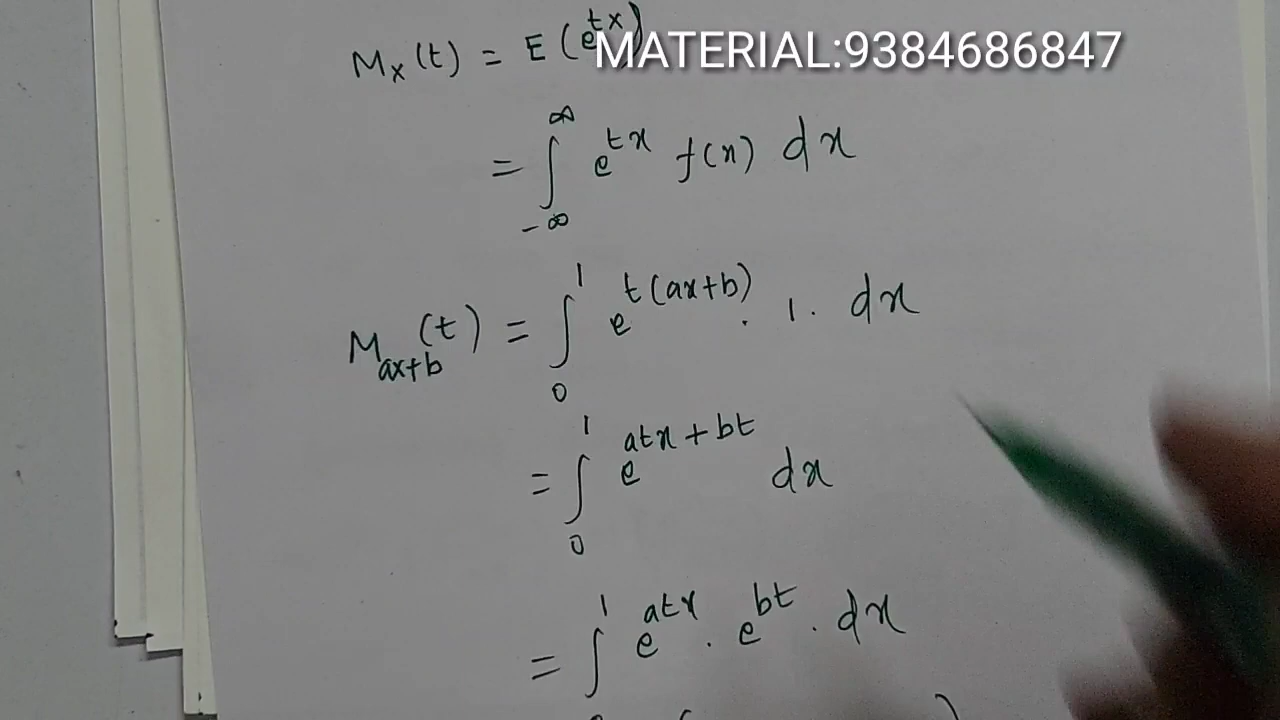 M_x(t) = E(e^{tx})
MATERIAL:9384686847
= ∫_{-∞}^{∞} e^{tx} f(x) dx
M_{ax+b}(t) = ∫_0^1 e^{t(ax+b)} . 1 . dx
= ∫_0^1 e^{atx + bt} dx
= ∫_0^1 e^{atx} . e^{bt} . dx